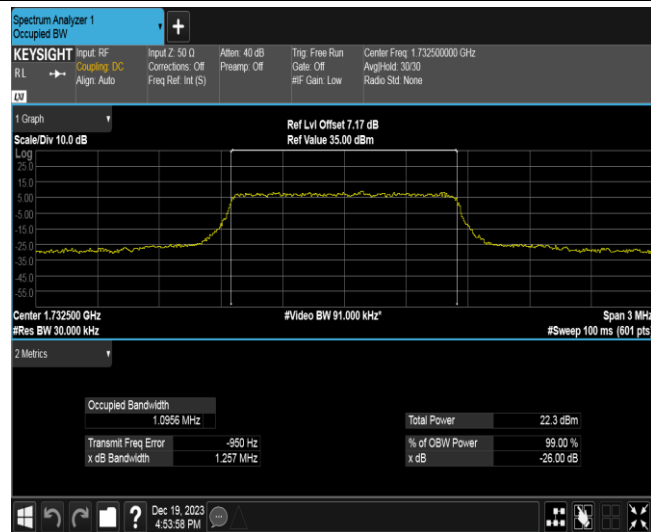 Spectrum Analyzer 1
Occupied BW
+
KEYSIGHT
RL
LXI
Input: RF
Coupling: DC
Align: Auto
Input Z: 50 Ω
Corrections: Off
Freq Ref: Int (S)
Atten: 40 dB
Preamp: Off
Trig: Free Run
Gate: Off
#IF Gain: Low
Center Freq: 1.732500000 GHz
Avg|Hold: 30/30
Radio Std: None
1 Graph
Scale/Div 10.0 dB
Ref Lvl Offset 7.17 dB
Ref Value 35.00 dBm
Log
25.0
15.0
5.00
-5.00
-15.0
-25.0
-35.0
-45.0
-55.0
Center 1.732500 GHz
#Video BW 91.000 kHz*
Span 3 MHz
#Res BW 30.000 kHz
#Sweep 100 ms (601 pts)
2 Metrics
Occupied Bandwidth
1.0956 MHz
Transmit Freq Error -950 Hz
x dB Bandwidth 1.257 MHz
Total Power 22.3 dBm
% of OBW Power 99.00 %
x dB -26.00 dB
?
Dec 19, 2023
4:53:58 PM